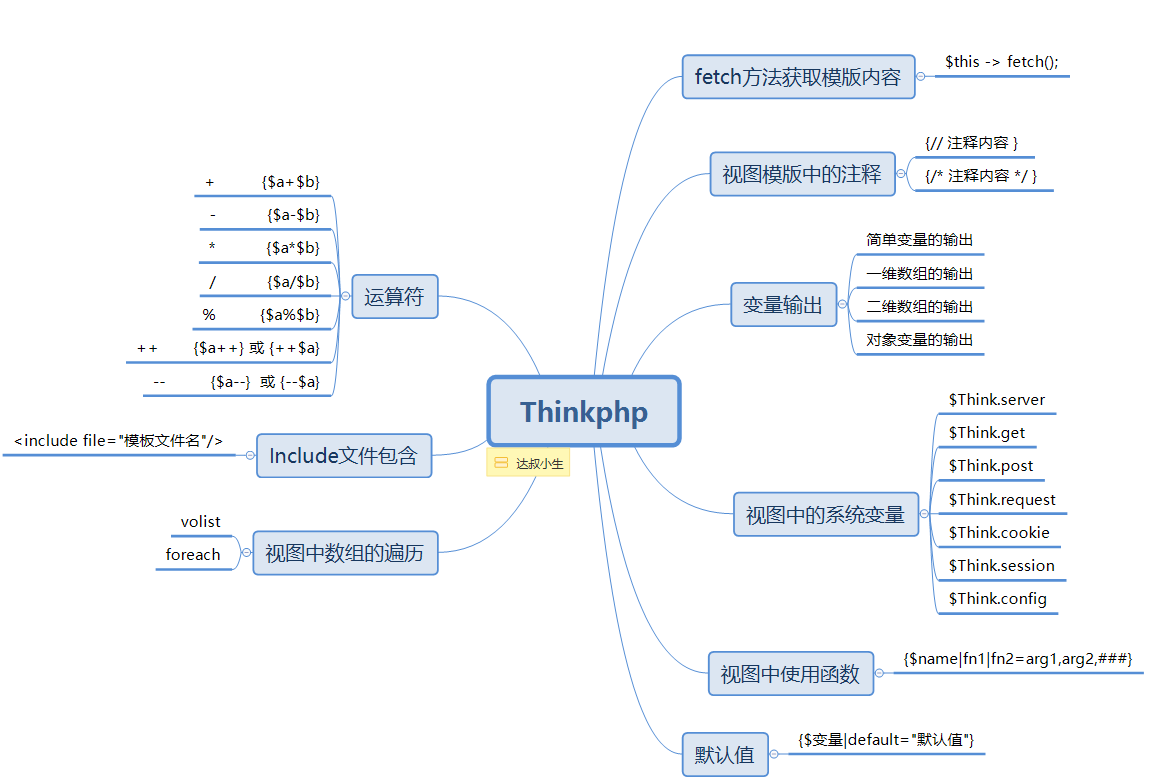 Thinkphp
达叔小生
fetch方法获取模版内容
$this -> fetch();
视图模版中的注释
{// 注释内容 }
{/* 注释内容 */ }
变量输出
简单变量的输出
一维数组的输出
二维数组的输出
对象变量的输出
视图中的系统变量
$Think.server
$Think.get
$Think.post
$Think.request
$Think.cookie
$Think.session
$Think.config
视图中使用函数
{$name|fn1|fn2=arg1,arg2,###}
默认值
{$变量|default="默认值"}
运算符
+ {$a+$b}
- {$a-$b}
* {$a*$b}
/ {$a/$b}
% {$a%$b}
++ {$a++} 或 {++$a}
-- {$a--} 或 {--$a}
Include文件包含
<include file="模板文件名"/>
视图中数组的遍历
volist
foreach